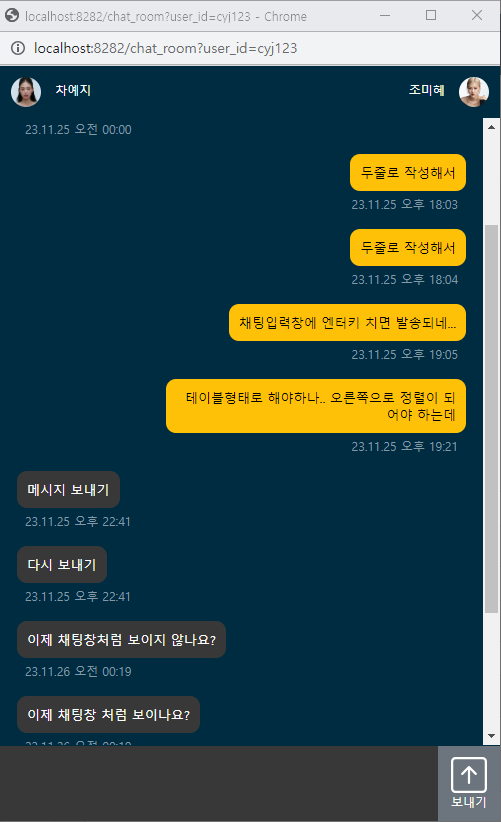 localhost:8282/chat_room?user_id=cyj123 - Chrome
localhost:8282/chat_room?user_id=cyj123
차예지
조미혜
23.11.25 오전 00:00
두줄로 작성해서
23.11.25 오후 18:03
두줄로 작성해서
23.11.25 오후 18:04
채팅입력창에 엔터키 치면 발송되네...
23.11.25 오후 19:05
테이블형태로 해야하나.. 오른쪽으로 정렬이 되
어야 하는데
23.11.25 오후 19:21
메시지 보내기
23.11.25 오후 22:41
다시 보내기
23.11.25 오후 22:41
이제 채팅창처럼 보이지 않나요?
23.11.26 오전 00:19
이제 채팅창 처럼 보이나요?
23.11.26 오전 00:19
보내기